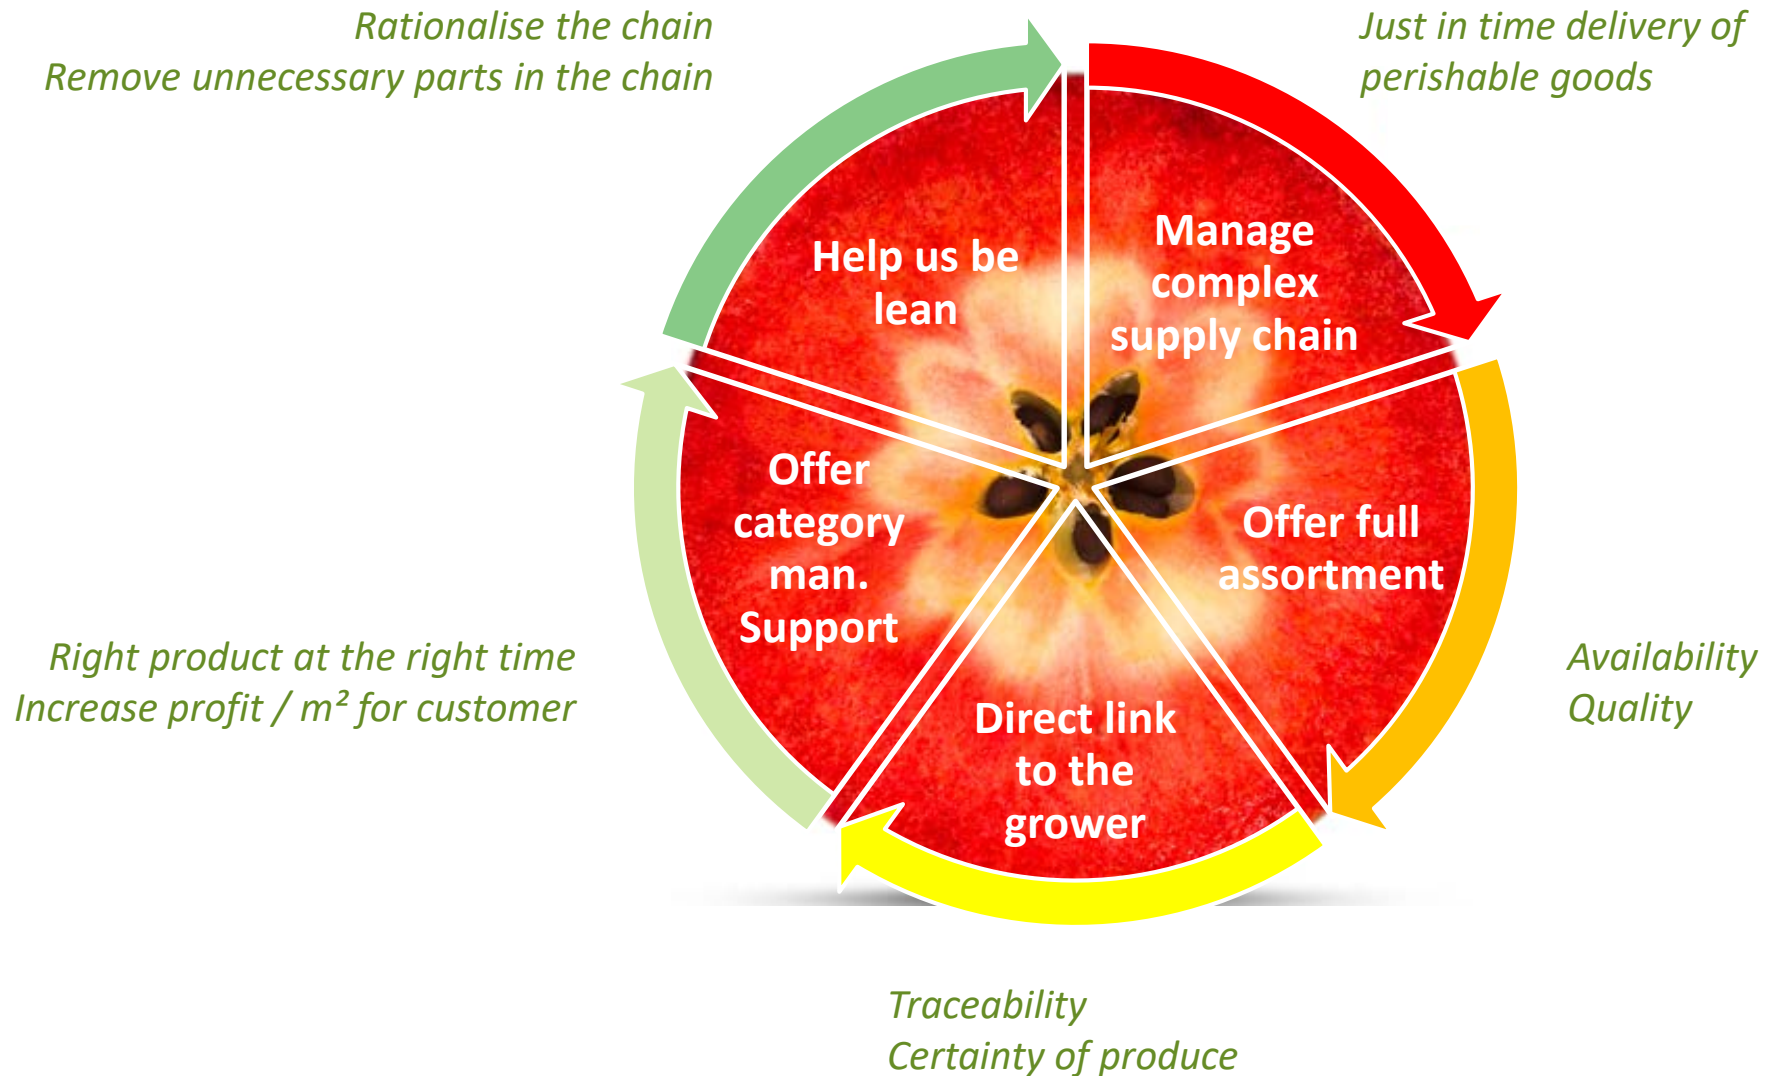 Rationalise the chain
Remove unnecessary parts in the chain
Just in time delivery of
perishable goods
Help us be
lean
Manage
complex
supply chain
Offer
category
man.
Support
Offer full
assortment
Direct link
to the
grower
Right product at the right time
Increase profit / m² for customer
Availability
Quality
Traceability
Certainty of produce